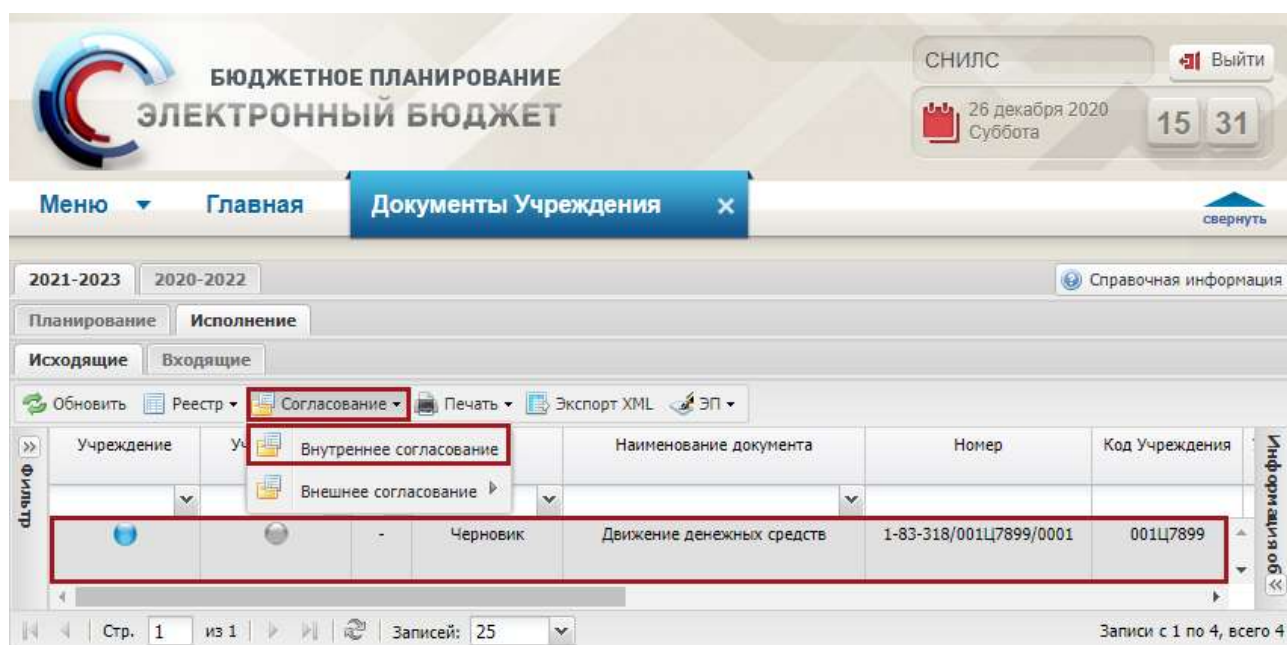 СНИЛС
Выйти
БЮДЖЕТНОЕ ПЛАНИРОВАНИЕ
ЭЛЕКТРОННЫЙ БЮДЖЕТ
26 декабря 2020
Суббота
15 31
Меню Главная Документы Учреждения ×
свернуть
2021-2023 2020-2022 Справочная информация
Планирование Исполнение
Исходящие Входящие
Обновить Реестр Согласование Печать Экспорт XML ЭП
Учреждение Наименование документа Номер Код Учреждения
Внутреннее согласование
Внешнее согласование
Фильтр
Информация об
- Черновик Движение денежных средств 1-83-318/001Ц7899/0001 001Ц7899
Стр. 1 из 1 Записей: 25 Записи с 1 по 4, всего 4